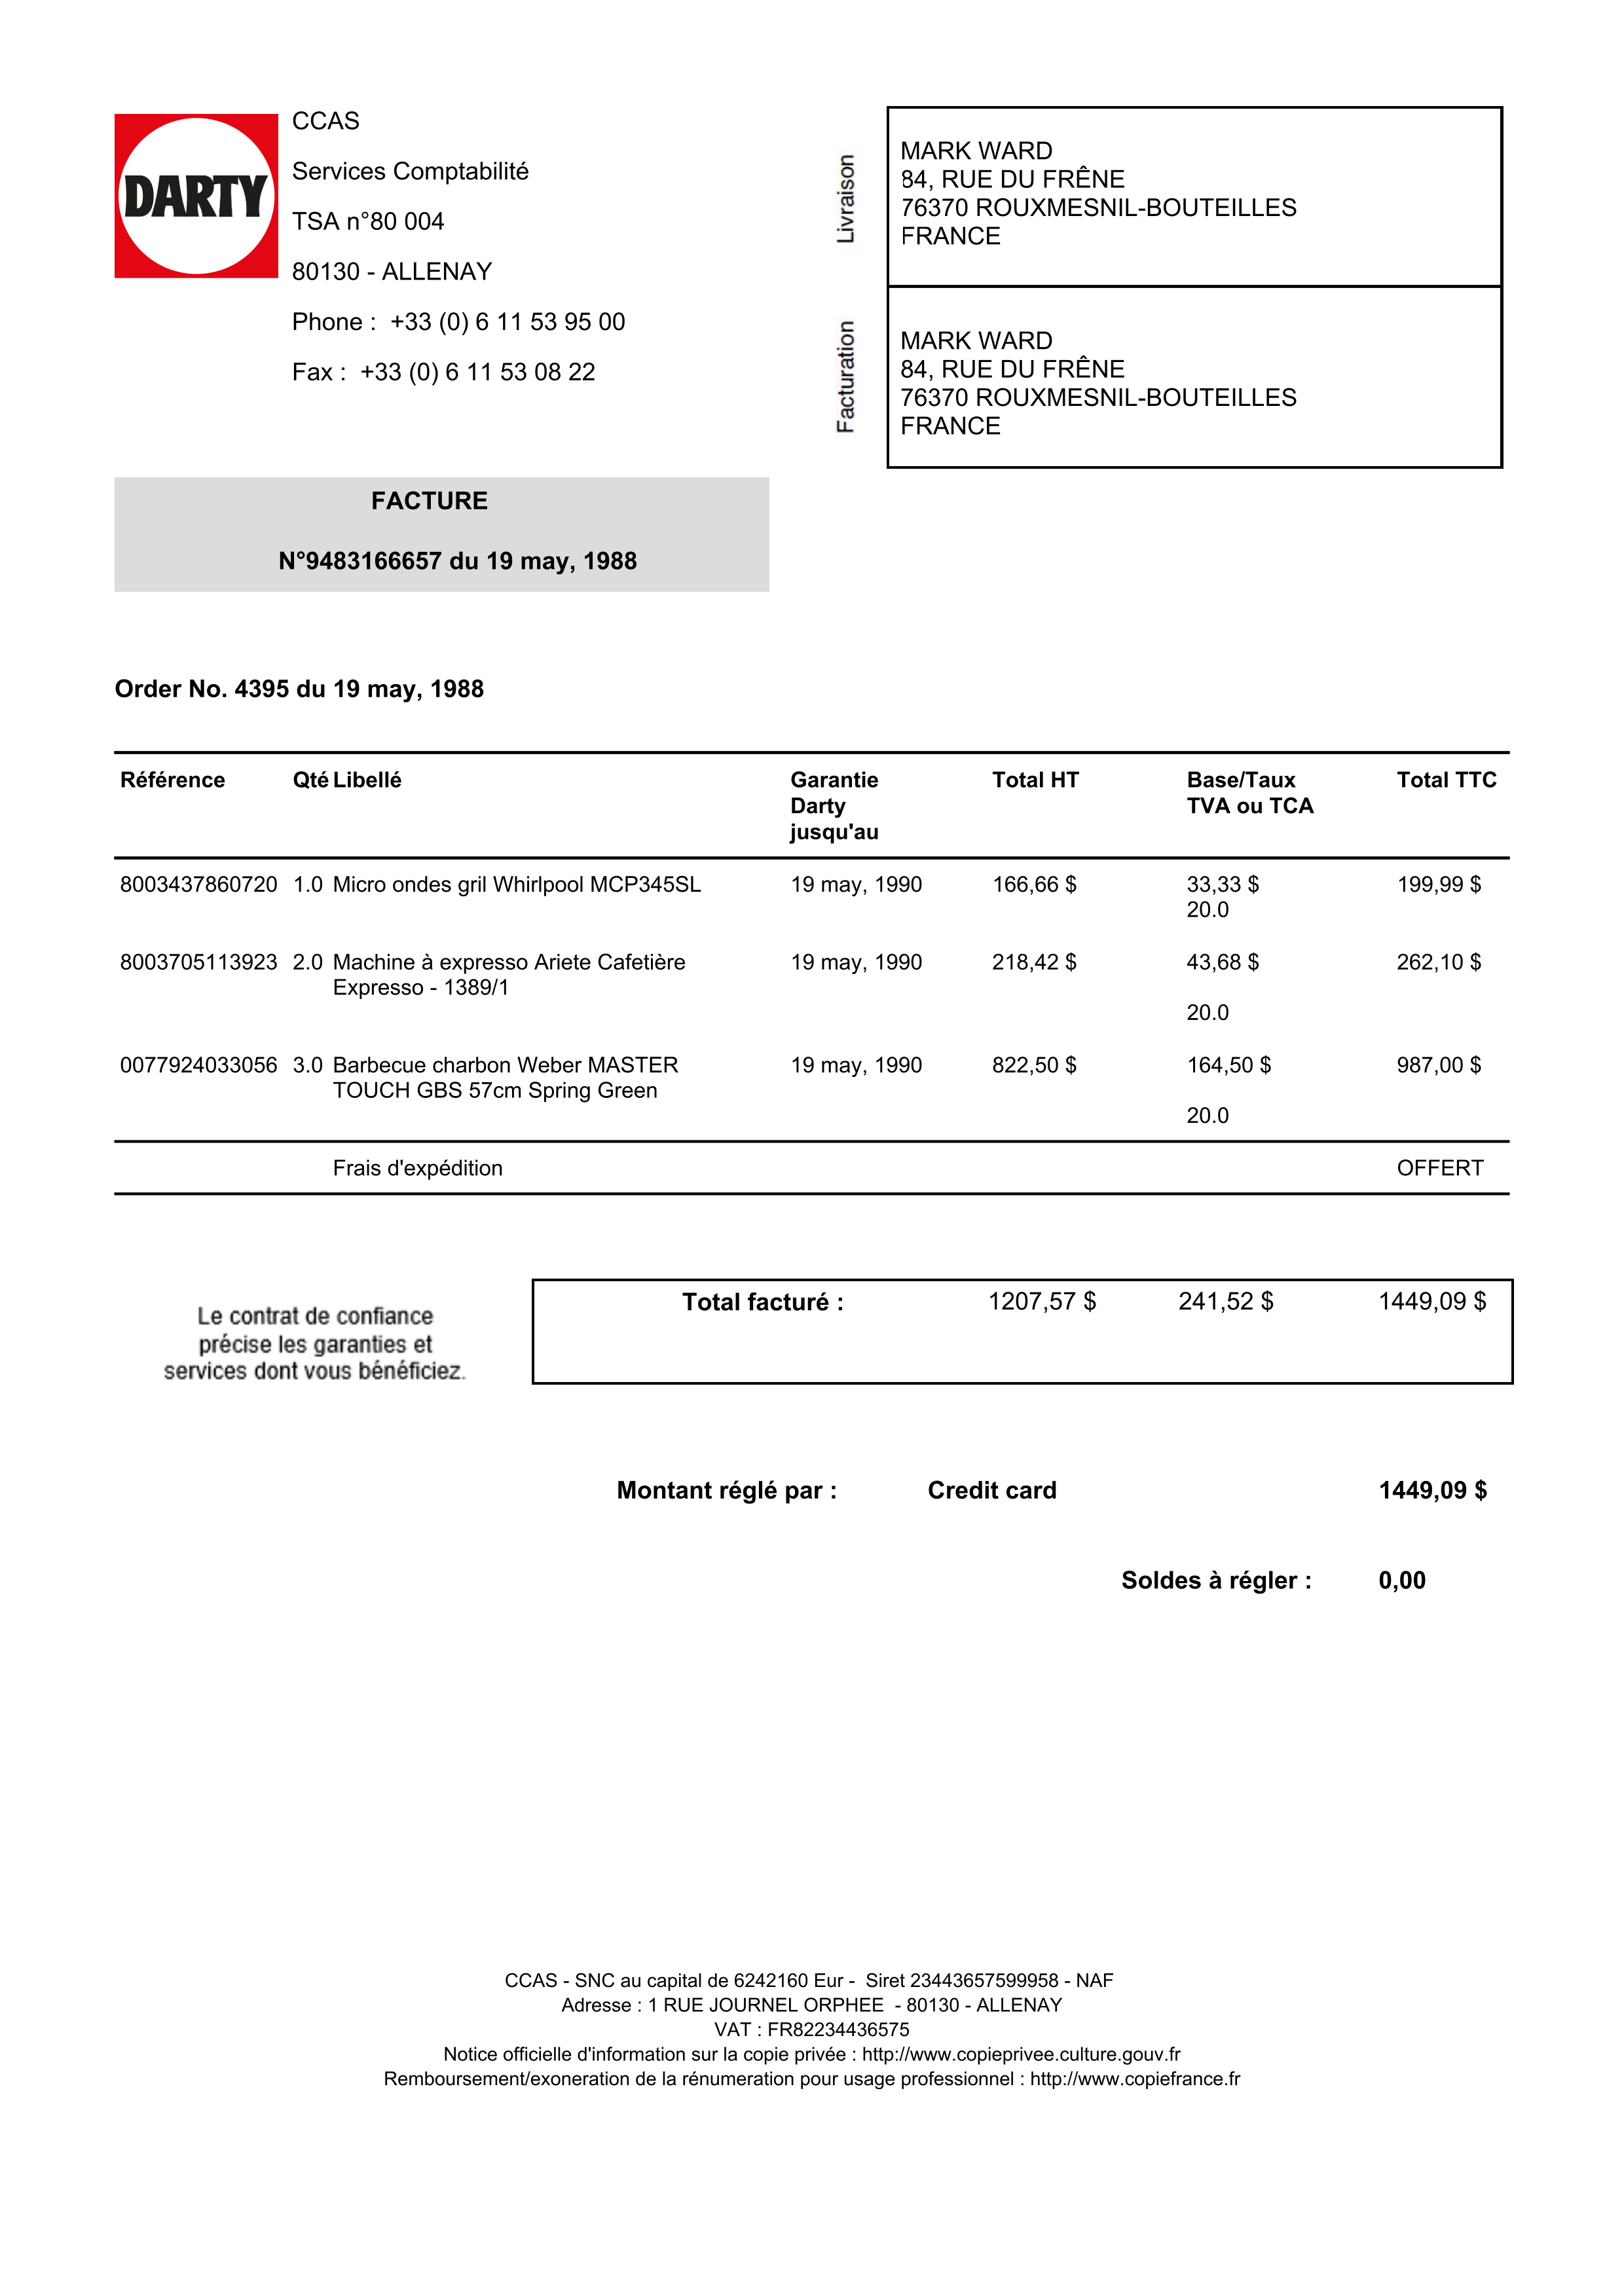 DARTY
CCAS
Services Comptabilité
TSA n°80 004
80130 - ALLENAY
Phone : +33 (0) 6 11 53 95 00
Fax : +33 (0) 6 11 53 08 22
Livraison
MARK WARD
84, RUE DU FRÊNE
76370 ROUXMESNIL-BOUTEILLES
FRANCE
Facturation
MARK WARD
84, RUE DU FRÊNE
76370 ROUXMESNIL-BOUTEILLES
FRANCE
FACTURE
N°9483166657 du 19 may, 1988
Order No. 4395 du 19 may, 1988
Référence Qté Libellé Garantie Total HT Base/Taux Total TTC
Darty TVA ou TCA
jusqu'au
8003437860720 1.0 Micro ondes gril Whirlpool MCP345SL 19 may, 1990 166,66 $ 33,33 $ 199,99 $
20.0
8003705113923 2.0 Machine à expresso Ariete Cafetière 19 may, 1990 218,42 $ 43,68 $ 262,10 $
Expresso - 1389/1
20.0
0077924033056 3.0 Barbecue charbon Weber MASTER 19 may, 1990 822,50 $ 164,50 $ 987,00 $
TOUCH GBS 57cm Spring Green
20.0
Frais d'expédition OFFERT
Le contrat de confiance
précise les garanties et
services dont vous bénéficiez.
Total facturé : 1207,57 $ 241,52 $ 1449,09 $
Montant réglé par : Credit card 1449,09 $
Soldes à régler : 0,00
CCAS - SNC au capital de 6242160 Eur - Siret 23443657599958 - NAF
Adresse : 1 RUE JOURNEL ORPHEE - 80130 - ALLENAY
VAT : FR82234436575
Notice officielle d'information sur la copie privée : http://www.copieprivee.culture.gouv.fr
Remboursement/exoneration de la rénumeration pour usage professionnel : http://www.copiefrance.fr